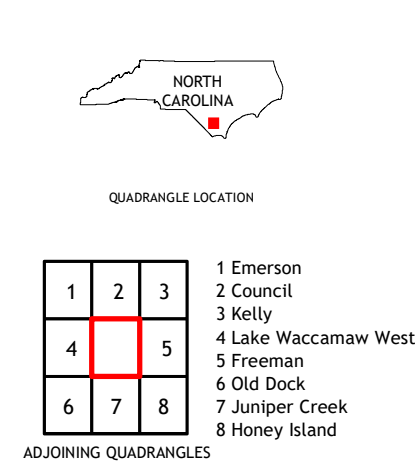 NORTH
CAROLINA
QUADRANGLE LOCATION
1 2 3
4 5
6 7 8
ADJOINING QUADRANGLES
1 Emerson
2 Council
3 Kelly
4 Lake Waccamaw West
5 Freeman
6 Old Dock
7 Juniper Creek
8 Honey Island